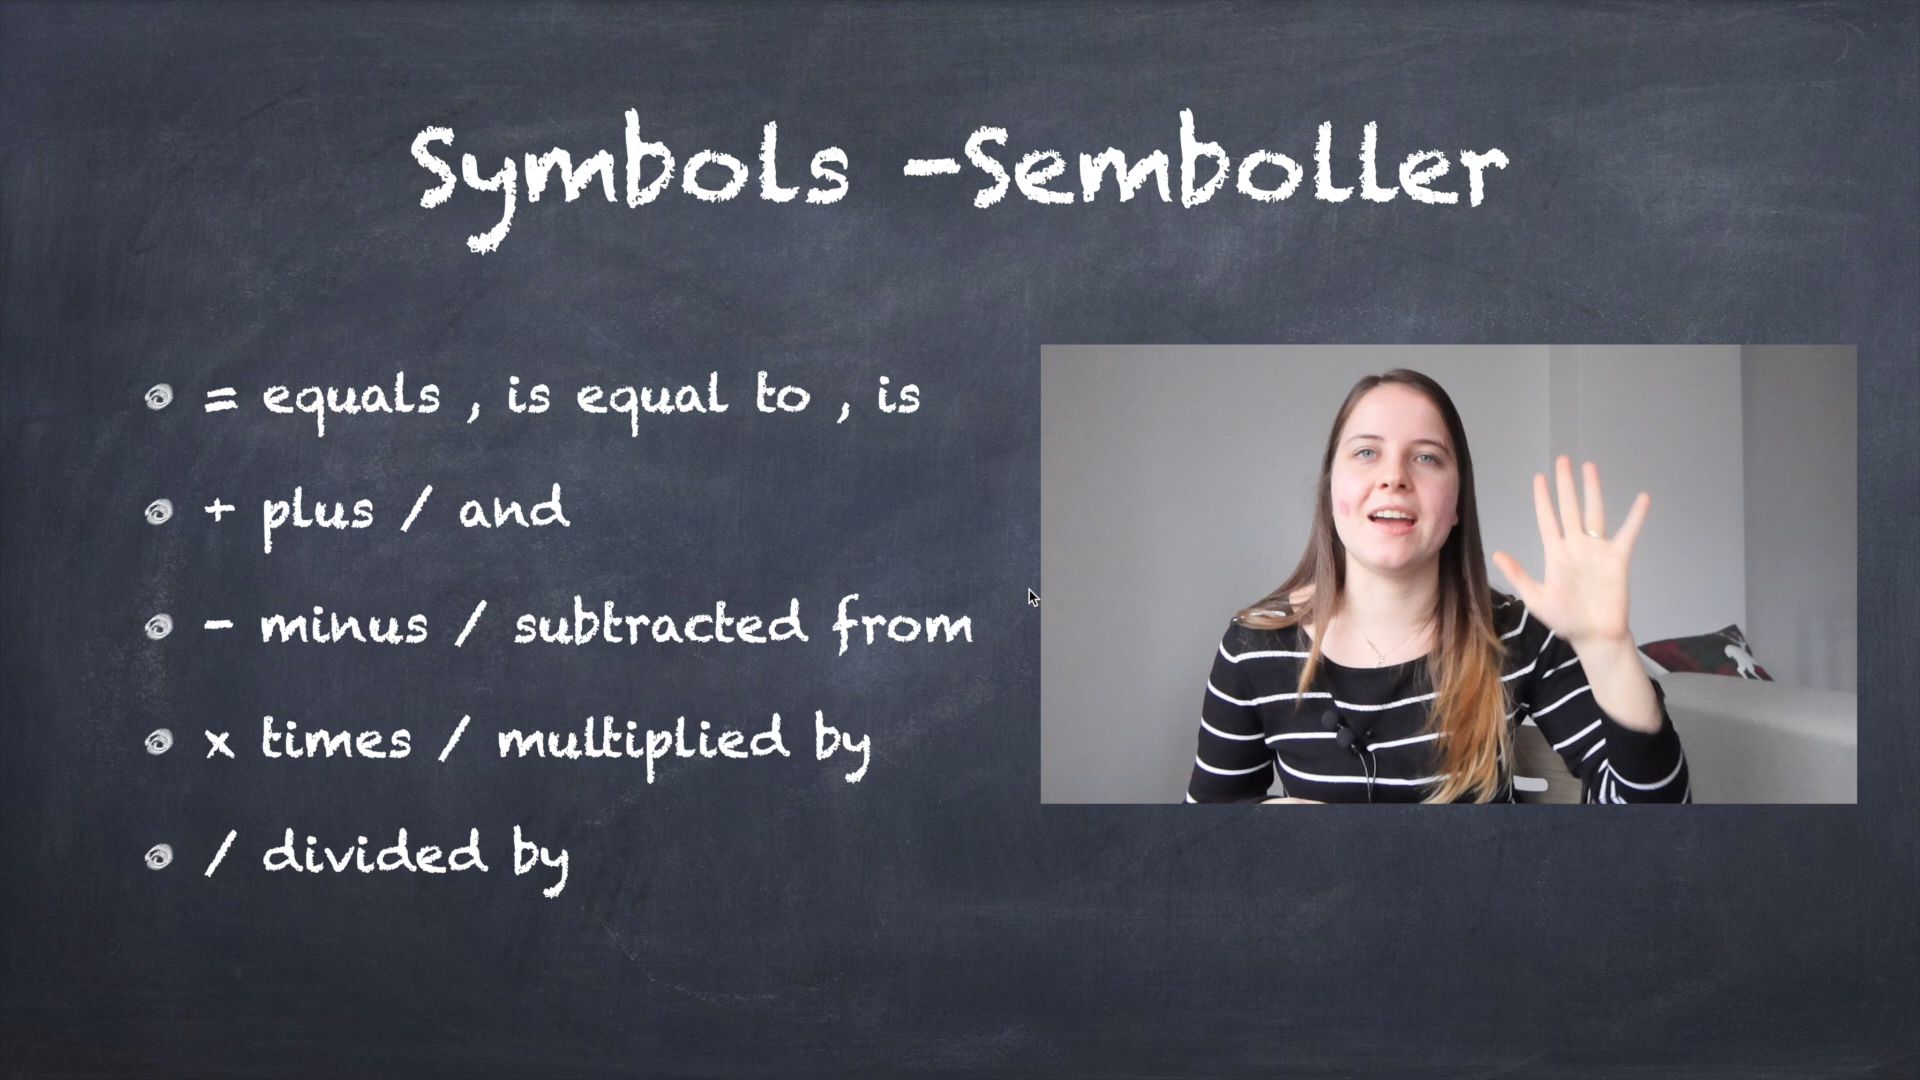 Symbols -Semboller
= equals , is equal to , is
+ plus / and
- minus / subtracted from
x times / multiplied by
/ divided by